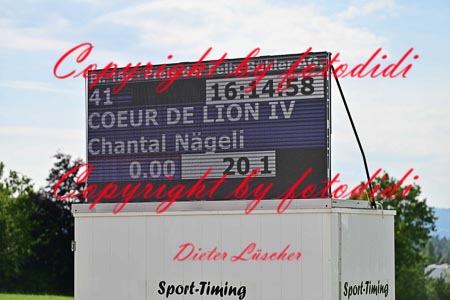 Copyright by fotodidi
41 16:14:58
COEUR DE LION IV
Chantal Nägeli
0.00 20.1
Copyright by fotodidi
Dieter Lüscher
Sport-Timing Sport-Timing